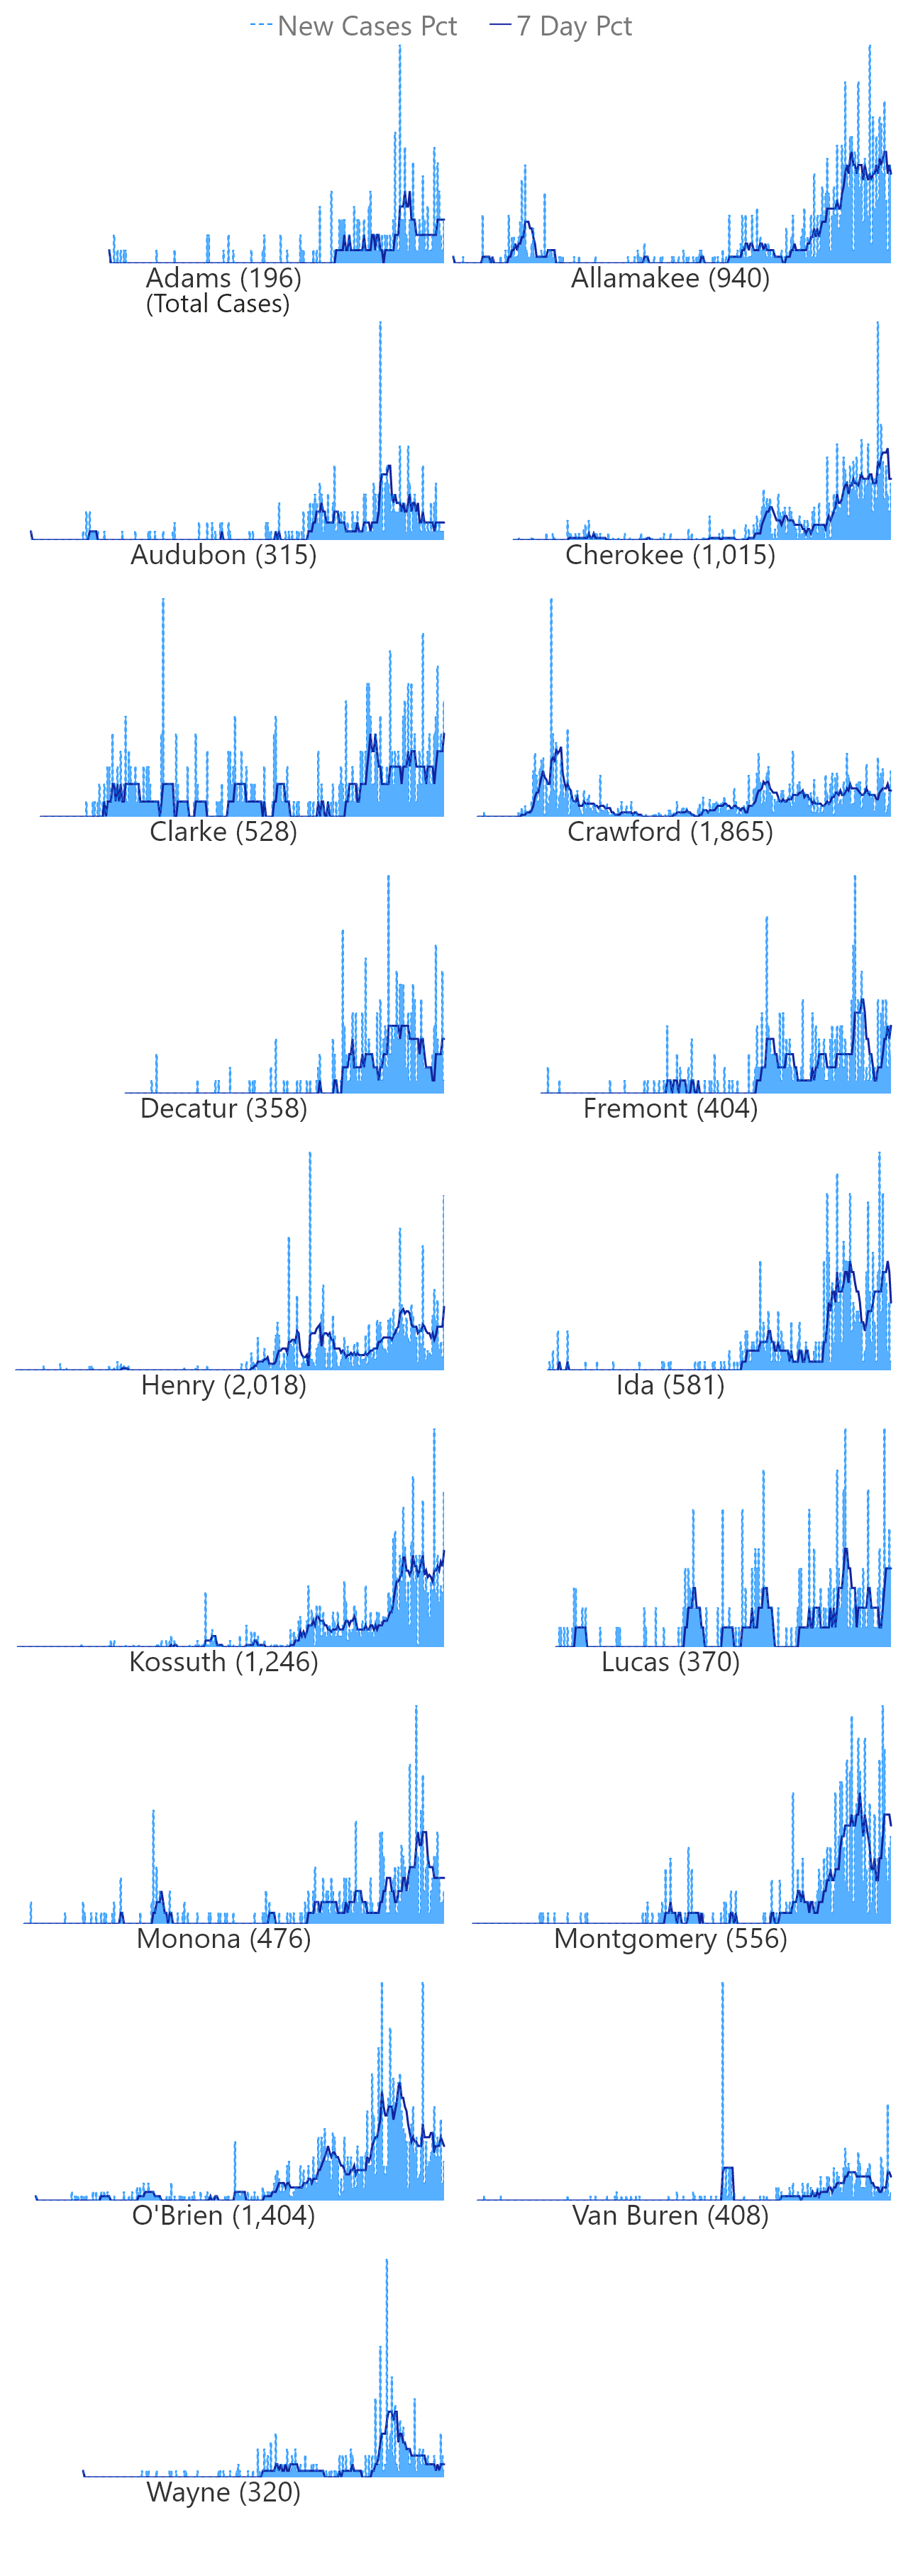 New Cases Pct 7 Day Pct
Adams (196)
(Total Cases)
Allamakee (940)
Audubon (315)
Cherokee (1,015)
Clarke (528)
Crawford (1,865)
Decatur (358)
Fremont (404)
Henry (2,018)
Ida (581)
Kossuth (1,246)
Lucas (370)
Monona (476)
Montgomery (556)
O'Brien (1,404)
Van Buren (408)
Wayne (320)